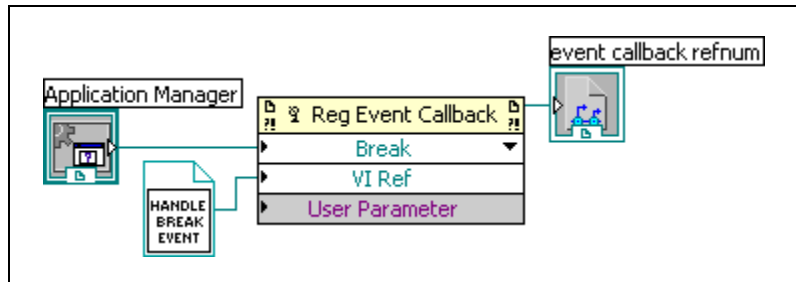 event callback refnum
Application Manager
?! Reg Event Callback ?!
Break
VI Ref
User Parameter
HANDLE
BREAK
EVENT